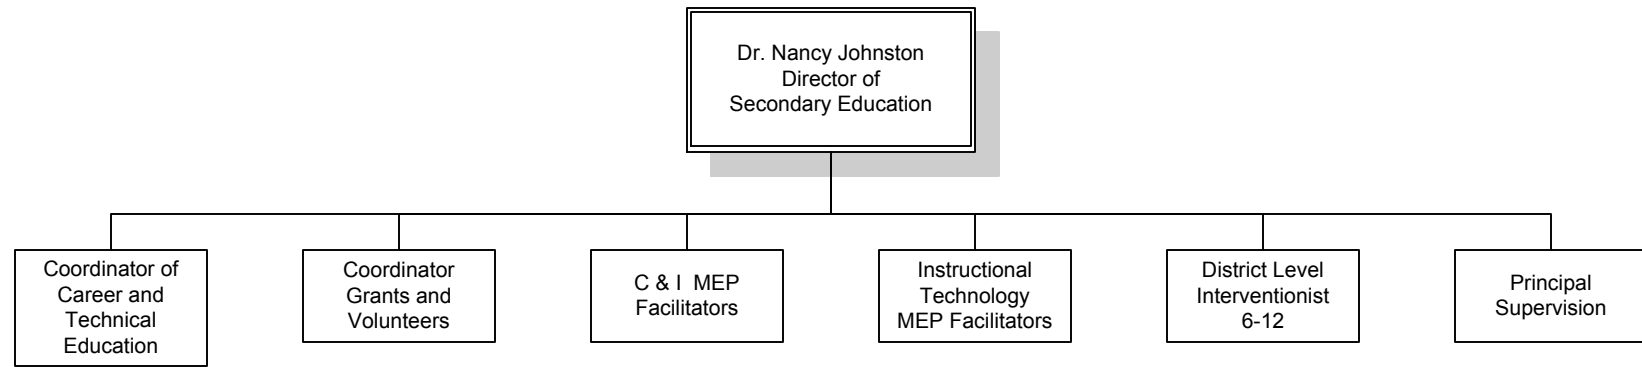 Dr. Nancy Johnston
Director of
Secondary Education
Coordinator of
Career and
Technical
Education
Coordinator
Grants and
Volunteers
C & I  MEP
Facilitators
Instructional
Technology
MEP Facilitators
District Level
Interventionist
6-12
Principal
Supervision